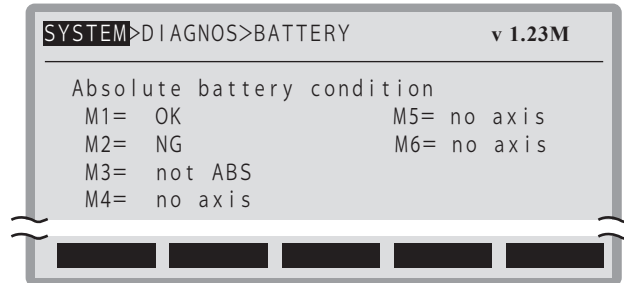 SYSTEM>DIAGNOS>BATTERY v 1.23M
Absolute battery condition
M1= OK M5= no axis
M2= NG M6= no axis
M3= not ABS
M4= no axis